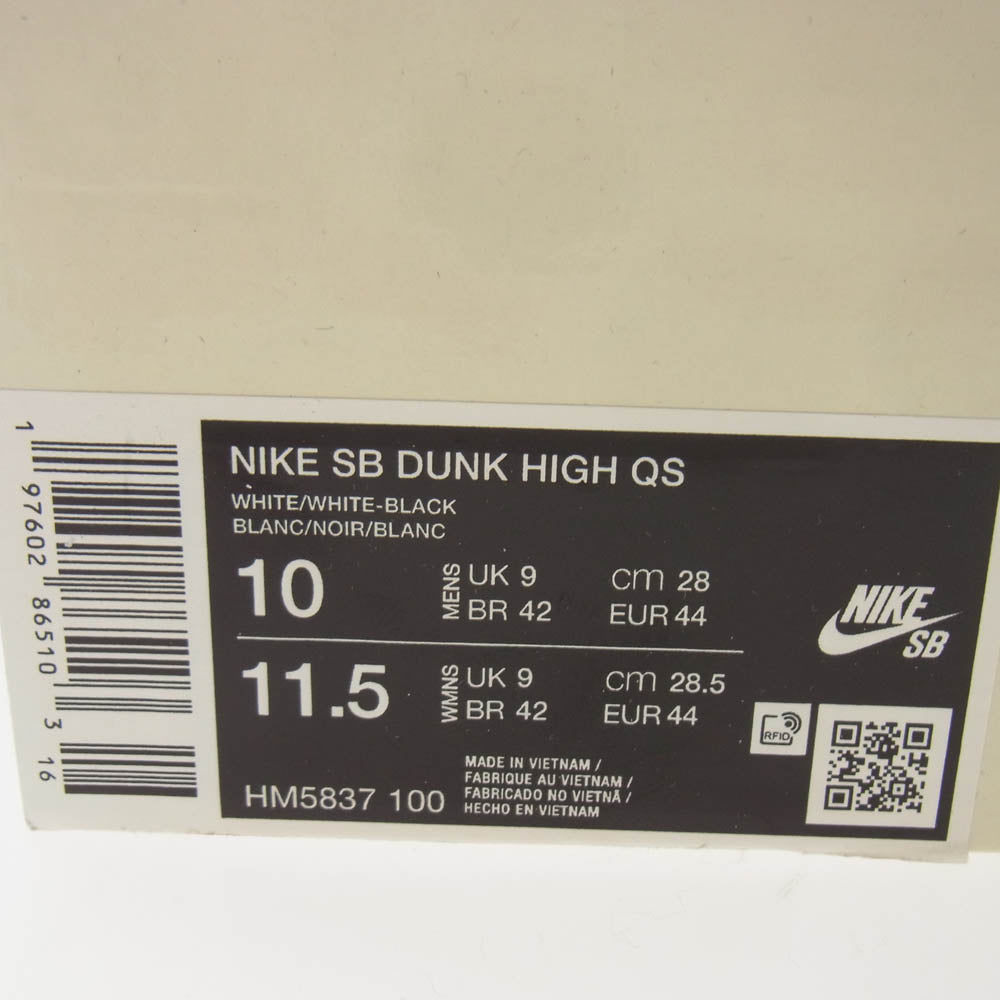 1 97602 86510 3 16
NIKE SB DUNK HIGH QS
WHITE/WHITE-BLACK
BLANC/NOIR/BLANC
10 MENS UK 9 cm 28
BR 42 EUR 44
11.5 WMNS UK 9 cm 28.5
BR 42 EUR 44
NIKE
SB
RFID
MADE IN VIETNAM /
FABRIQUE AU VIETNAM /
FABRICADO NO VIETNÃ /
HECHO EN VIETNAM
HM5837 100